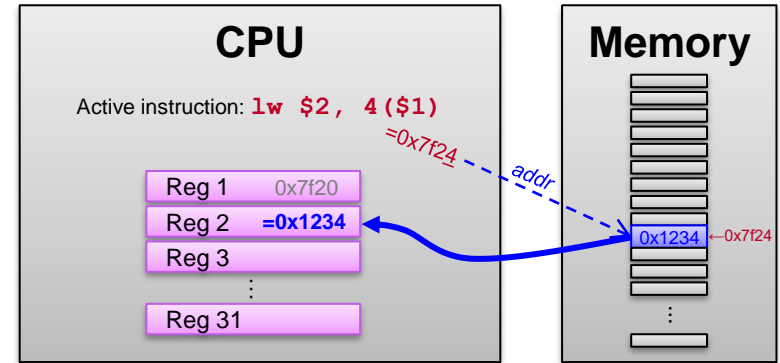 CPU
Active instruction: lw $2, 4($1)
=0x7f24
addr
Reg 1 0x7f20
Reg 2 =0x1234
Reg 3
⋮
Reg 31
Memory
0x1234 ←0x7f24
⋮